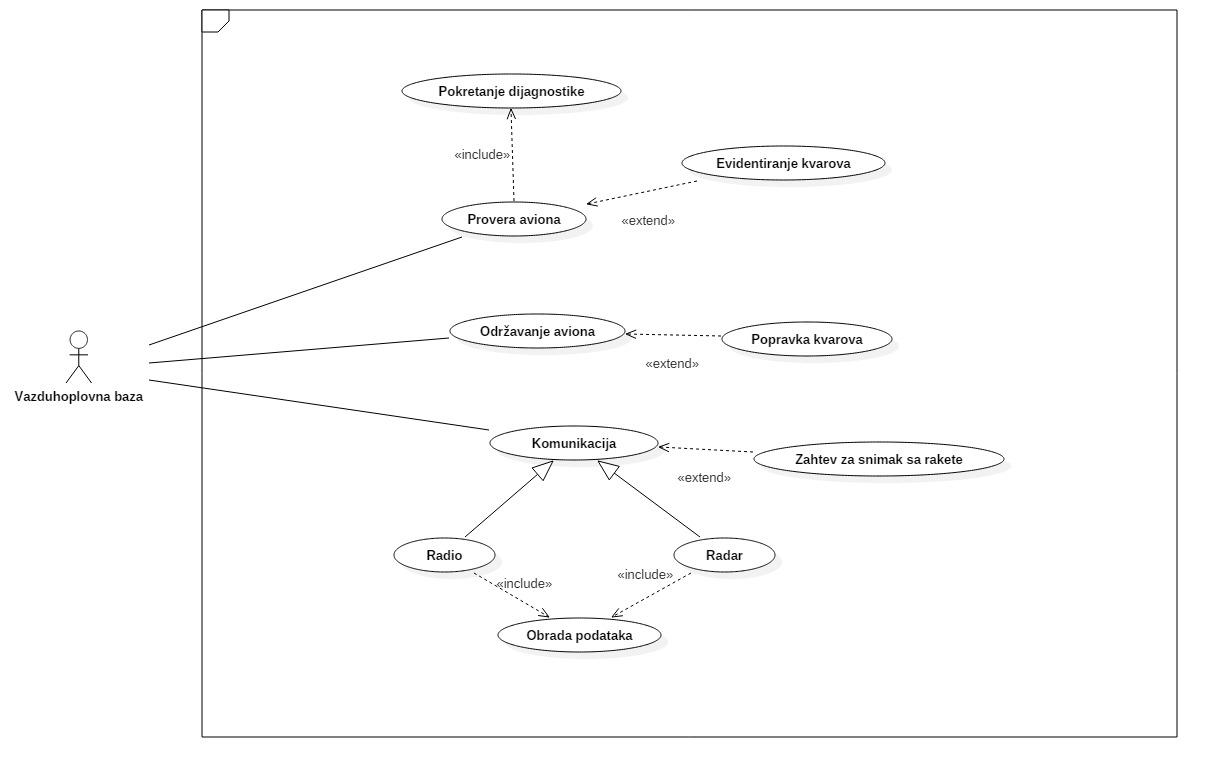 Pokretanje dijagnostike
«include»
Evidentiranje kvarova
Provera aviona
«extend»
Održavanje aviona
Popravka kvarova
«extend»
Vazduhoplovna baza
Komunikacija
Zahtev za snimak sa rakete
«extend»
Radio
Radar
«include»
«include»
Obrada podataka